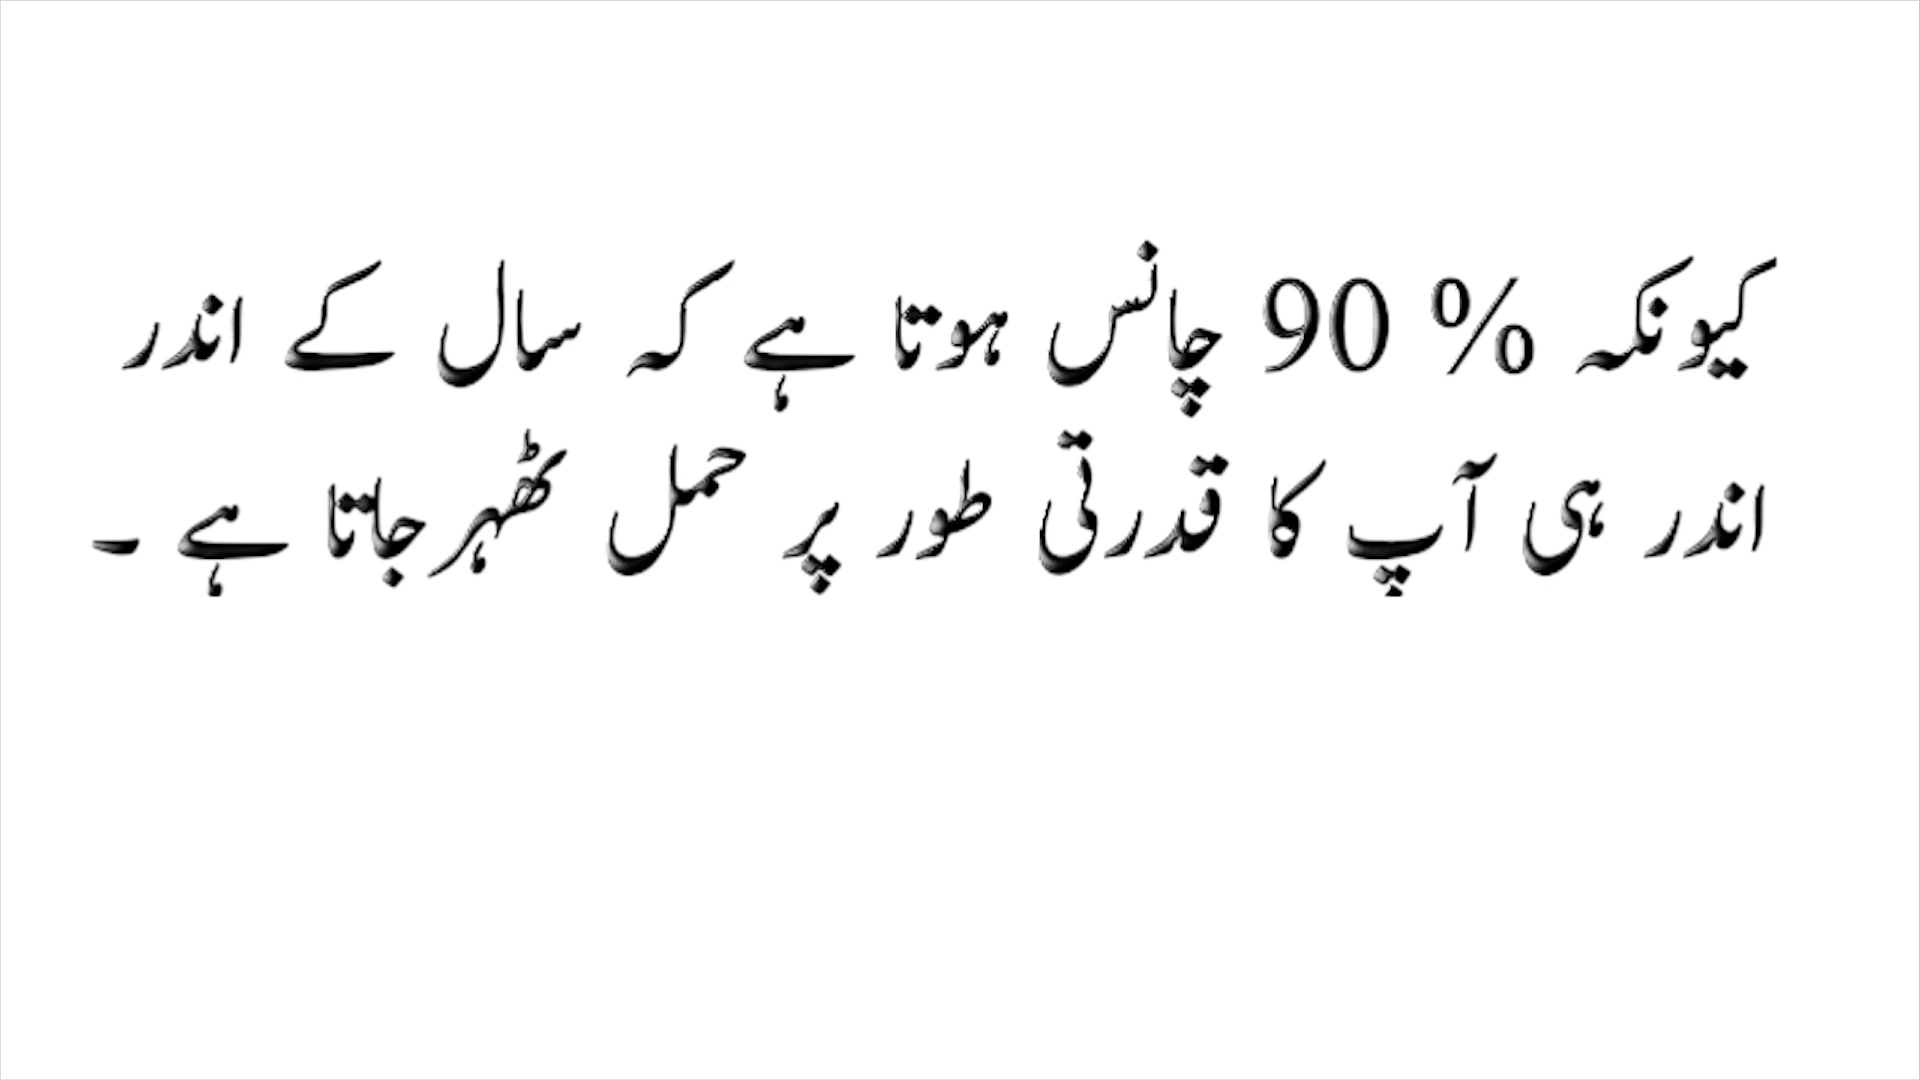 کیونکہ % 90 چانس ہوتا ہے کہ سال کے اندر
اندر ہی آپ کا قدرتی طور پر حمل ٹھہر جاتا ہے ۔